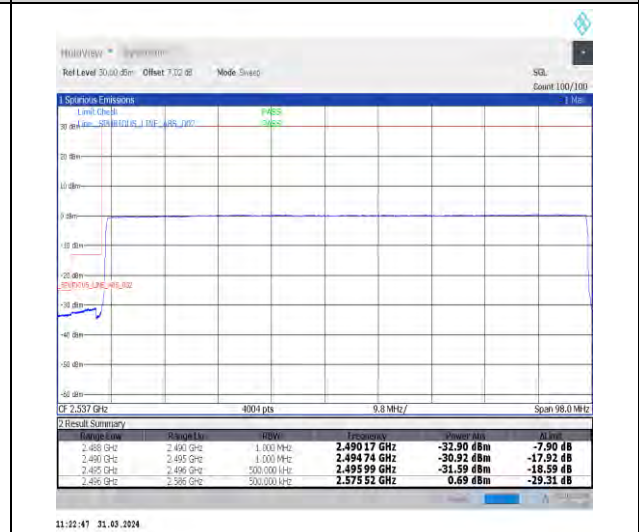 MultiView
Ref Level 30.00 dBm Offset 7.02 dB Mode Sweep SGL
Count 100/100
1 Spurious Emissions 1 Max
Limit Check PASS
30 dBm Line _SPURIOUS_LINE_ABS_002 PASS
20 dBm
10 dBm
0 dBm
-10 dBm
-20 dBm
_SPURIOUS_LINE_ABS_002
-30 dBm
-40 dBm
-50 dBm
-60 dBm
CF 2.537 GHz 4004 pts 9.8 MHz/ Span 98.0 MHz
2 Result Summary
Range Low Range Up RBW Frequency Power Abs ΔLimit
2.488 GHz 2.490 GHz 1.000 MHz 2.490 17 GHz -32.90 dBm -7.90 dB
2.490 GHz 2.495 GHz 1.000 MHz 2.494 74 GHz -30.92 dBm -17.92 dB
2.495 GHz 2.496 GHz 500.000 kHz 2.495 99 GHz -31.59 dBm -18.59 dB
2.496 GHz 2.586 GHz 500.000 kHz 2.575 52 GHz 0.69 dBm -29.31 dB
11:22:47 31.03.2024